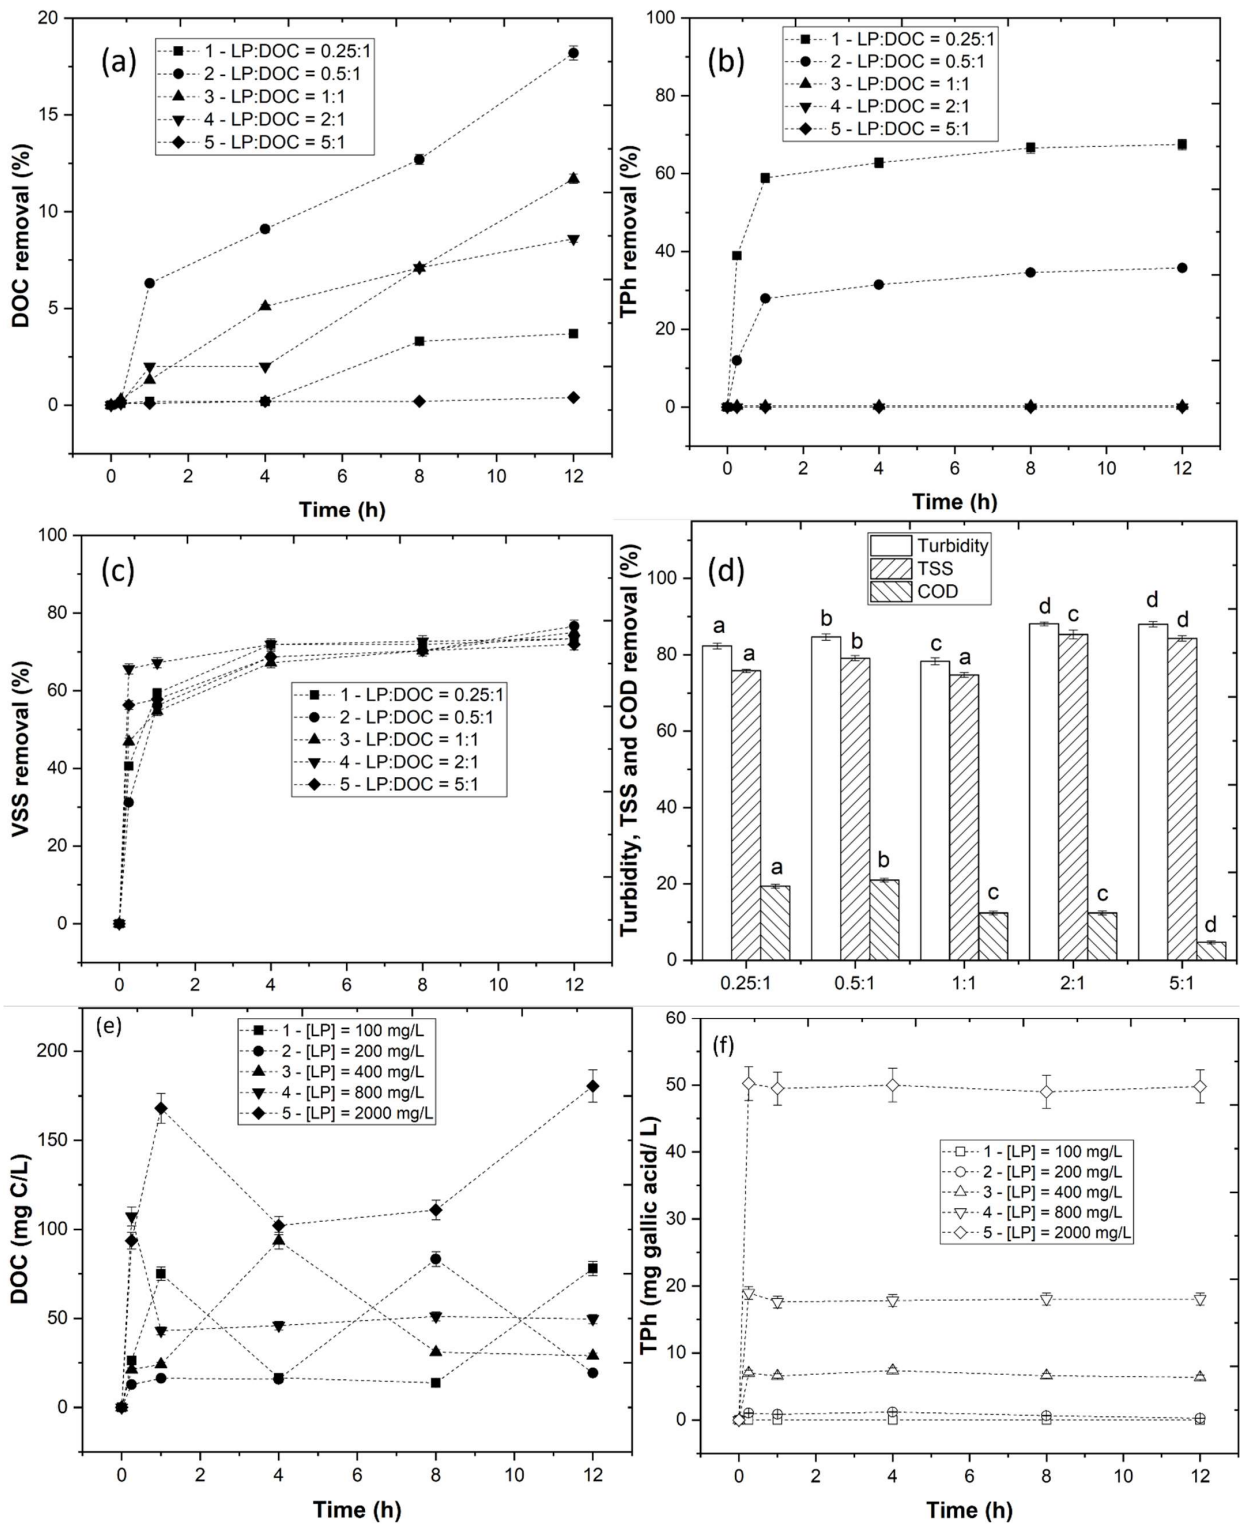 (a)
1 - LP:DOC = 0.25:1
2 - LP:DOC = 0.5:1
3 - LP:DOC = 1:1
4 - LP:DOC = 2:1
5 - LP:DOC = 5:1
DOC removal (%)
20
15
10
5
0
0 2 4 6 8 10 12
Time (h)
(b)
1 - LP:DOC = 0.25:1
2 - LP:DOC = 0.5:1
3 - LP:DOC = 1:1
4 - LP:DOC = 2:1
5 - LP:DOC = 5:1
TPh removal (%)
100
80
60
40
20
0
0 2 4 6 8 10 12
Time (h)
(c)
1 - LP:DOC = 0.25:1
2 - LP:DOC = 0.5:1
3 - LP:DOC = 1:1
4 - LP:DOC = 2:1
5 - LP:DOC = 5:1
VSS removal (%)
100
80
60
40
20
0
0 2 4 6 8 10 12
(d)
Turbidity
TSS
COD
Turbidity, TSS and COD removal (%)
100
80
60
40
20
0
a a a
b b b
c a c
d c c
d d d
0.25:1 0.5:1 1:1 2:1 5:1
(e)
1 - [LP] = 100 mg/L
2 - [LP] = 200 mg/L
3 - [LP] = 400 mg/L
4 - [LP] = 800 mg/L
5 - [LP] = 2000 mg/L
DOC (mg C/L)
200
150
100
50
0
0 2 4 6 8 10 12
Time (h)
(f)
1 - [LP] = 100 mg/L
2 - [LP] = 200 mg/L
3 - [LP] = 400 mg/L
4 - [LP] = 800 mg/L
5 - [LP] = 2000 mg/L
TPh (mg gallic acid/ L)
60
50
40
30
20
10
0
0 2 4 6 8 10 12
Time (h)